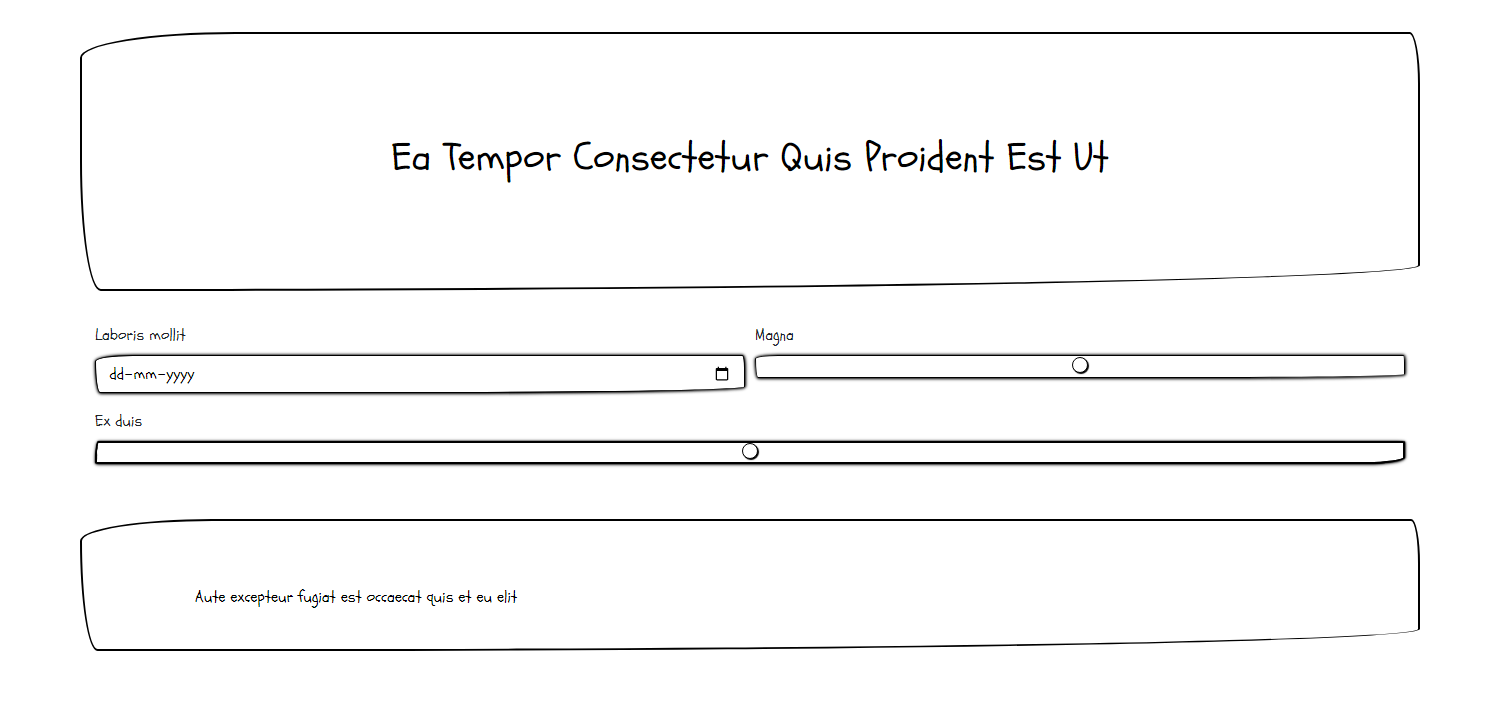 Ea Tempor Consectetur Quis Proident Est Ut
Laboris mollit
Magna
dd-mm-yyyy
Ex duis
Aute excepteur fugiat est occaecat quis et eu elit